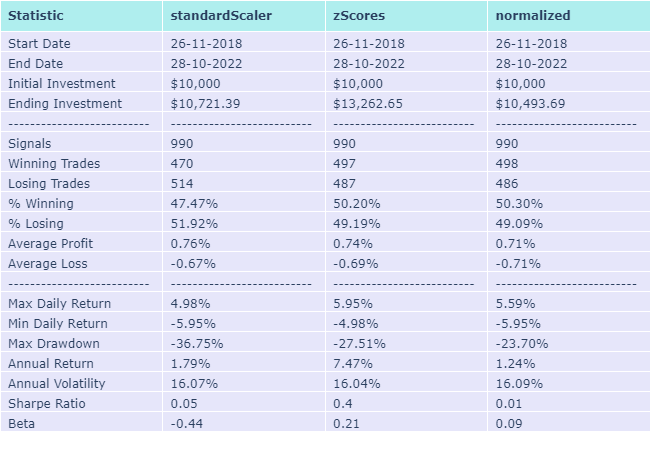 Statistic standardScaler zScores normalized
Start Date 26-11-2018 26-11-2018 26-11-2018
End Date 28-10-2022 28-10-2022 28-10-2022
Initial Investment $10,000 $10,000 $10,000
Ending Investment $10,721.39 $13,262.65 $10,493.69
-------------------------- -------------------------- -------------------------- --------------------------
Signals 990 990 990
Winning Trades 470 497 498
Losing Trades 514 487 486
% Winning 47.47% 50.20% 50.30%
% Losing 51.92% 49.19% 49.09%
Average Profit 0.76% 0.74% 0.71%
Average Loss -0.67% -0.69% -0.71%
-------------------------- -------------------------- -------------------------- --------------------------
Max Daily Return 4.98% 5.95% 5.59%
Min Daily Return -5.95% -4.98% -5.95%
Max Drawdown -36.75% -27.51% -23.70%
Annual Return 1.79% 7.47% 1.24%
Annual Volatility 16.07% 16.04% 16.09%
Sharpe Ratio 0.05 0.4 0.01
Beta -0.44 0.21 0.09